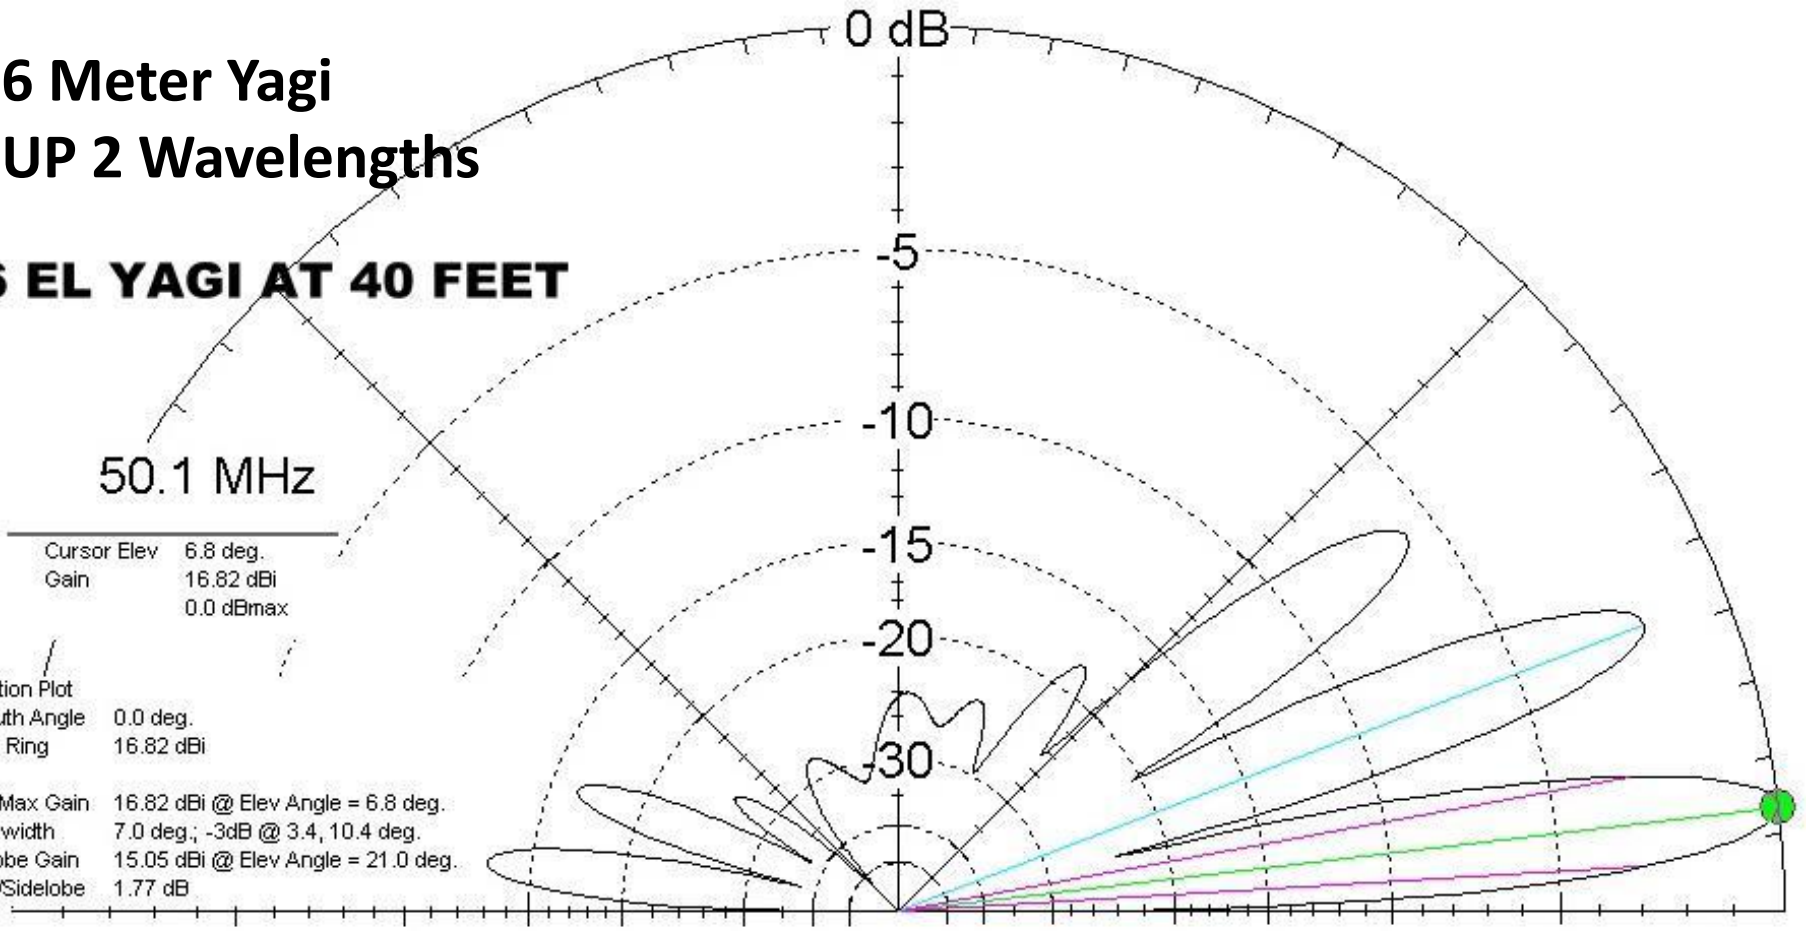 0 dB
6 Meter Yagi
UP 2 Wavelengths
-5
EL YAGI AT 40 FEET
-10
50.1 MHz
-15
Cursor Elev 6.8 deg.
Gain 16.82 dBi
0.0 dBmax
-20
tion Plot
uth Angle 0.0 deg.
Ring 16.82 dBi
-30
Max Gain 16.82 dBi @ Elev Angle = 6.8 deg.
width 7.0 deg.; -3dB @ 3.4, 10.4 deg.
obe Gain 15.05 dBi @ Elev Angle = 21.0 deg.
/Sidelobe 1.77 dB